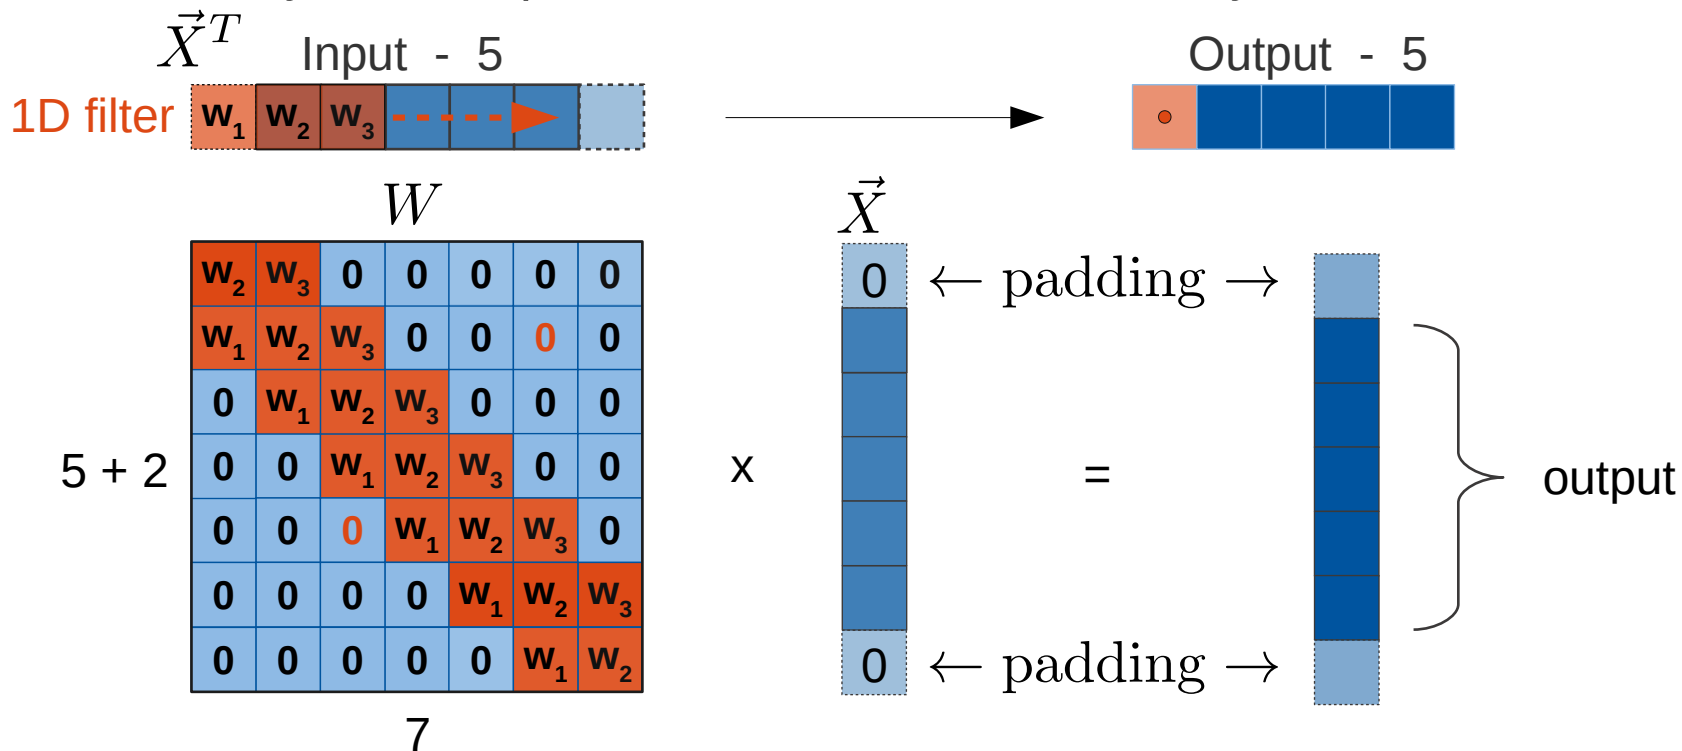 X⃗^T
Input - 5
Output - 5
1D filter
w₁ w₂ w₃
W
X⃗
w₂ w₃ 0 0 0 0 0
w₁ w₂ w₃ 0 0 0 0
0 w₁ w₂ w₃ 0 0 0
0 0 w₁ w₂ w₃ 0 0
0 0 0 w₁ w₂ w₃ 0
0 0 0 0 w₁ w₂ w₃
0 0 0 0 0 w₁ w₂
5 + 2
7
x
0
← padding →
=
output
0
← padding →